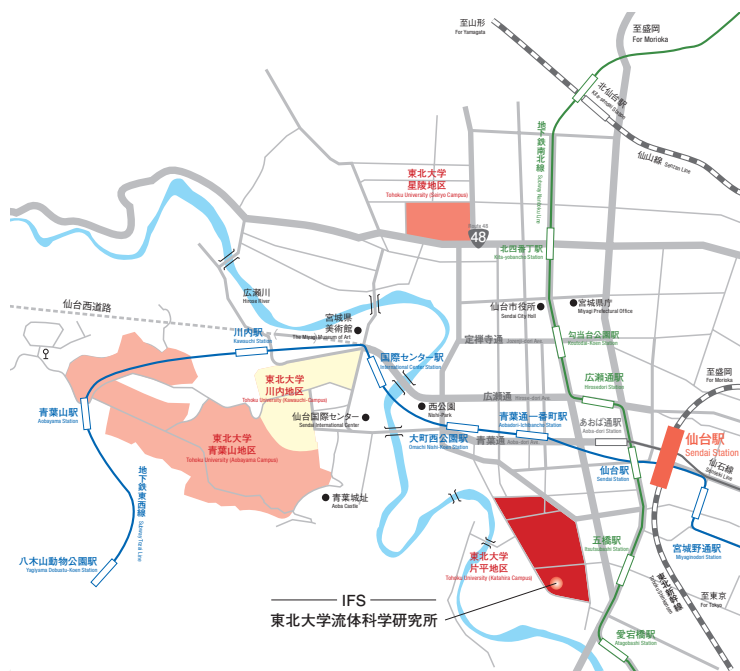 至山形
For Yamagata
至盛岡
For Morioka
北仙台駅
Kita-sendai Station
仙山線 Senzan Line
地下鉄南北線
Subway Namboku Line
東北大学
星陵地区
Tohoku University (Seiryo Campus)
Route 48
48
北四番丁駅
Kita-yobancho Station
広瀬川
Hirose River
仙台西道路
宮城県
美術館
The Miyagi Museum of Art
仙台市役所
Sendai City Hall
宮城県庁
Miyagi Prefectural Office
川内駅
Kawauchi Station
定禅寺通
勾当台公園駅
国際センター駅
International Center Station
東北大学
川内地区
Tohoku University (Kawauchi-Campus)
至盛岡
For Morioka
広瀬通駅
Hirose-dori Station
広瀬通
青葉山駅
Aobayama Station
西公園
Nishi-Park
仙台国際センター
Sendai International Center
青葉通一番町駅
Aobadori-Ichibancho Station
あおば通駅
Aoba-dori Station
東北大学
青葉山地区
Tohoku University (Aobayama Campus)
大町西公園駅
Omachi Nishi-Koen Station
青葉通
仙台駅
Sendai Station
仙台駅
Sendai Station
仙石線
Senseki Line
地下鉄東西線
Subway Tozai Line
青葉城址
Aoba Castle
八木山動物公園駅
Yagiyama Dobutsu-Koen Station
東北大学
片平地区
Tohoku University (Katahira Campus)
五橋駅
宮城野通駅
Miyaginodori Station
至東京
For Tokyo
IFS
東北大学流体科学研究所
愛宕橋駅
Atagobashi Station